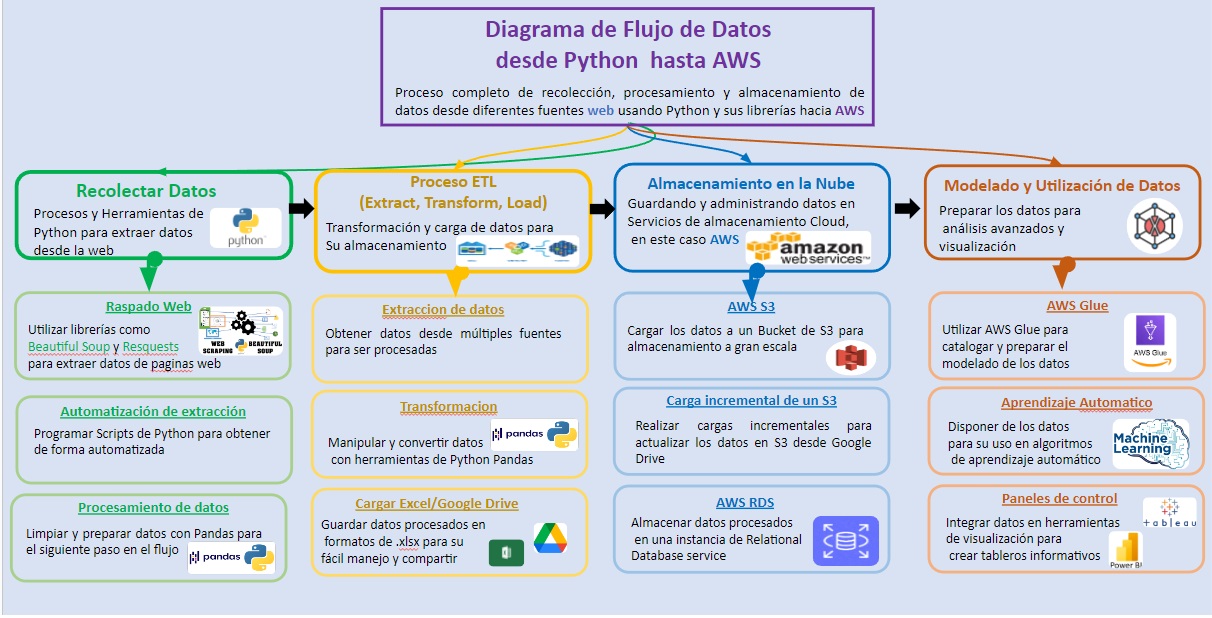 Diagrama de Flujo de Datos
desde Python hasta AWS
Proceso completo de recolección, procesamiento y almacenamiento de
datos desde diferentes fuentes web usando Python y sus librerías hacia AWS
Recolectar Datos
Procesos y Herramientas de
Python para extraer datos
desde la web
python
Proceso ETL
(Extract, Transform, Load)
Transformación y carga de datos para
Su almacenamiento
Almacenamiento en la Nube
Guardando y administrando datos en
Servicios de almacenamiento Cloud,
en este caso AWS
amazon
web services™
Modelado y Utilización de Datos
Preparar los datos para
análisis avanzados y
visualización
Raspado Web
Utilizar librerías como
Beautiful Soup y Resquests
para extraer datos de paginas web
WEB
SCRAPING
BEAUTIFUL
SOUP
Automatización de extracción
Programar Scripts de Python para obtener
de forma automatizada
Procesamiento de datos
Limpiar y preparar datos con Pandas para
el siguiente paso en el flujo
pandas
Extraccion de datos
Obtener datos desde múltiples fuentes
para ser procesadas
Transformacion
Manipular y convertir datos
con herramientas de Python Pandas
pandas
Cargar Excel/Google Drive
Guardar datos procesados en
formatos de .xlsx para su
fácil manejo y compartir
AWS S3
Cargar los datos a un Bucket de S3 para
almacenamiento a gran escala
Carga incremental de un S3
Realizar cargas incrementales para
actualizar los datos en S3 desde Google
Drive
AWS RDS
Almacenar datos procesados
en una instancia de Relational
Database service
AWS Glue
Utilizar AWS Glue para
catalogar y preparar el
modelado de los datos
AWS Glue
Aprendizaje Automatico
Disponer de los datos
para su uso en algoritmos
de aprendizaje automático
Machine
Learning
Paneles de control
Integrar datos en herramientas
de visualización para
crear tableros informativos
+ableau
Power BI